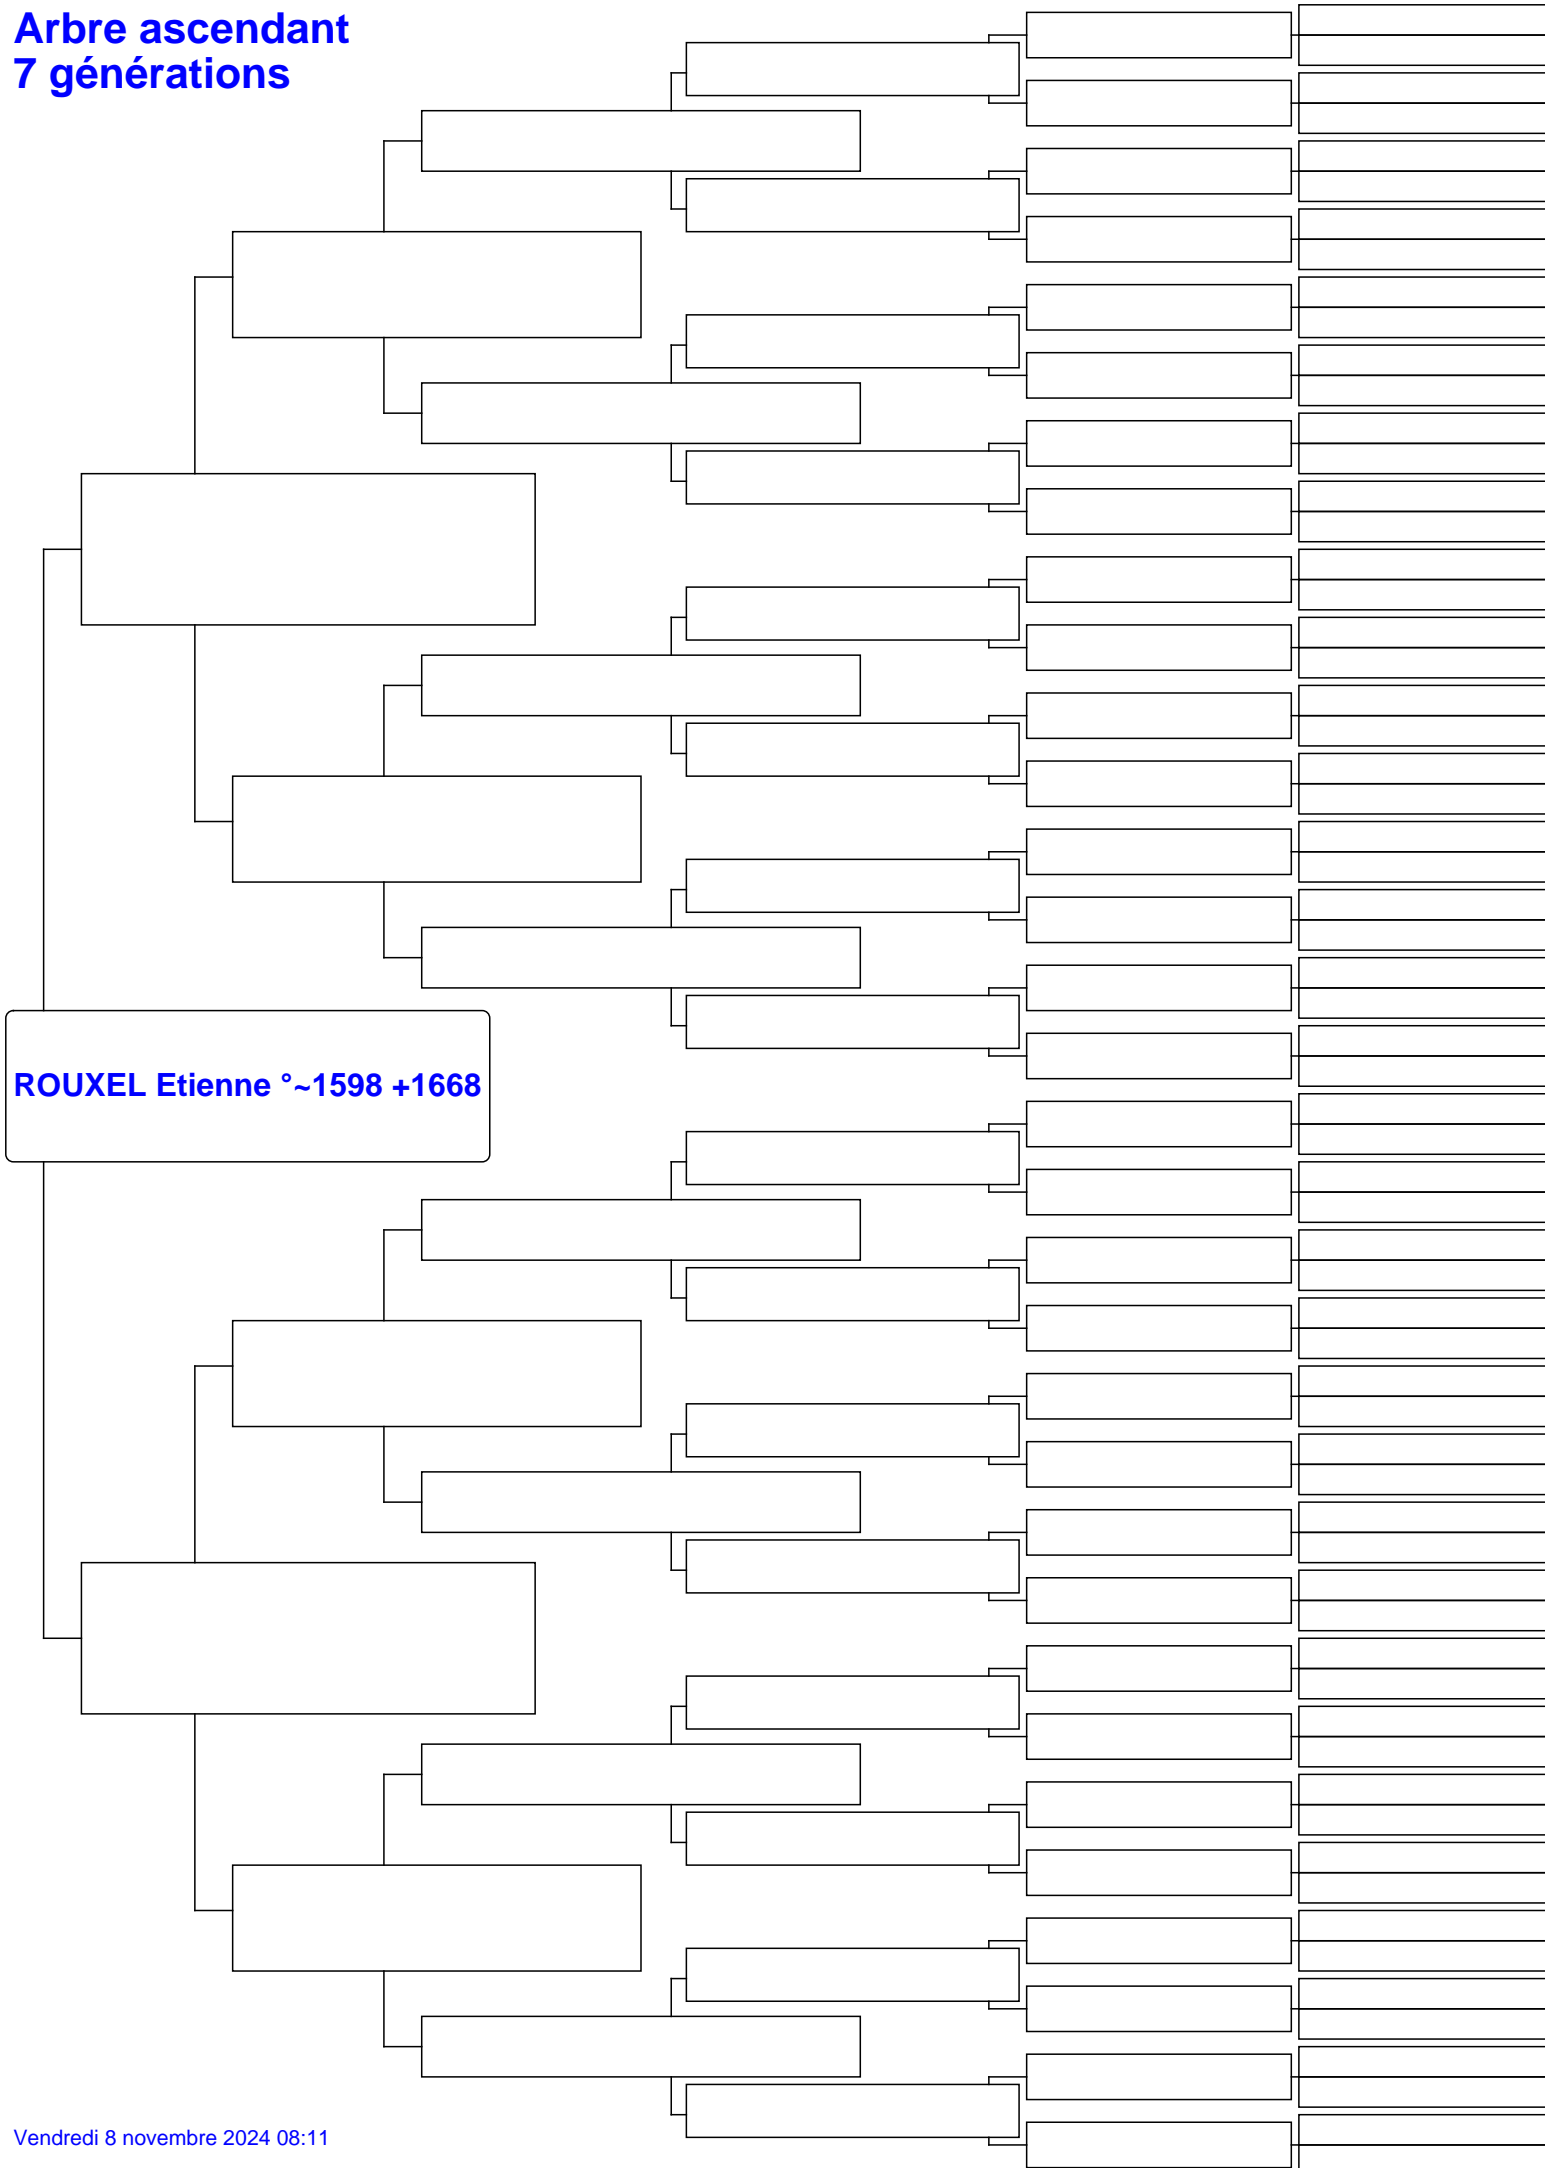 Arbre ascendant
7 générations
ROUXEL Etienne °~1598 +1668
Vendredi 8 novembre 2024 08:11